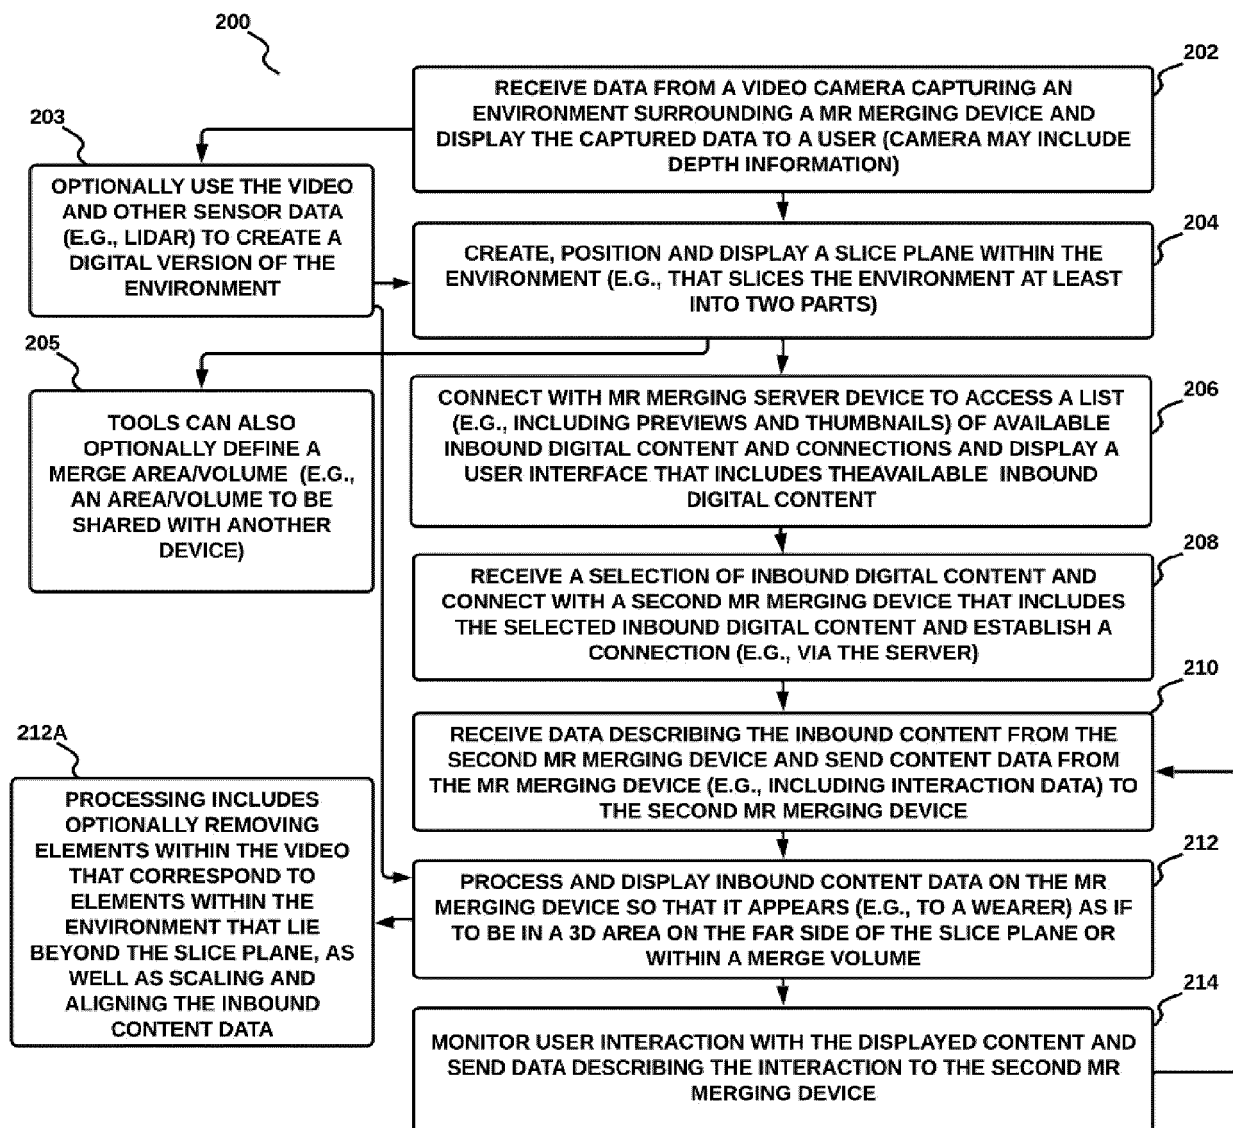 200
202
RECEIVE DATA FROM A VIDEO CAMERA CAPTURING AN
ENVIRONMENT SURROUNDING A MR MERGING DEVICE AND
DISPLAY THE CAPTURED DATA TO A USER (CAMERA MAY INCLUDE
DEPTH INFORMATION)
203
OPTIONALLY USE THE VIDEO
AND OTHER SENSOR DATA
(E.G., LIDAR) TO CREATE A
DIGITAL VERSION OF THE
ENVIRONMENT
204
CREATE, POSITION AND DISPLAY A SLICE PLANE WITHIN THE
ENVIRONMENT (E.G., THAT SLICES THE ENVIRONMENT AT LEAST
INTO TWO PARTS)
205
TOOLS CAN ALSO
OPTIONALLY DEFINE A
MERGE AREA/VOLUME (E.G.,
AN AREA/VOLUME TO BE
SHARED WITH ANOTHER
DEVICE)
206
CONNECT WITH MR MERGING SERVER DEVICE TO ACCESS A LIST
(E.G., INCLUDING PREVIEWS AND THUMBNAILS) OF AVAILABLE
INBOUND DIGITAL CONTENT AND CONNECTIONS AND DISPLAY A
USER INTERFACE THAT INCLUDES THEAVAILABLE INBOUND
DIGITAL CONTENT
208
RECEIVE A SELECTION OF INBOUND DIGITAL CONTENT AND
CONNECT WITH A SECOND MR MERGING DEVICE THAT INCLUDES
THE SELECTED INBOUND DIGITAL CONTENT AND ESTABLISH A
CONNECTION (E.G., VIA THE SERVER)
210
RECEIVE DATA DESCRIBING THE INBOUND CONTENT FROM THE
SECOND MR MERGING DEVICE AND SEND CONTENT DATA FROM
THE MR MERGING DEVICE (E.G., INCLUDING INTERACTION DATA) TO
THE SECOND MR MERGING DEVICE
212A
PROCESSING INCLUDES
OPTIONALLY REMOVING
ELEMENTS WITHIN THE VIDEO
THAT CORRESPOND TO
ELEMENTS WITHIN THE
ENVIRONMENT THAT LIE
BEYOND THE SLICE PLANE, AS
WELL AS SCALING AND
ALIGNING THE INBOUND
CONTENT DATA
212
PROCESS AND DISPLAY INBOUND CONTENT DATA ON THE MR
MERGING DEVICE SO THAT IT APPEARS (E.G., TO A WEARER) AS IF
TO BE IN A 3D AREA ON THE FAR SIDE OF THE SLICE PLANE OR
WITHIN A MERGE VOLUME
214
MONITOR USER INTERACTION WITH THE DISPLAYED CONTENT AND
SEND DATA DESCRIBING THE INTERACTION TO THE SECOND MR
MERGING DEVICE